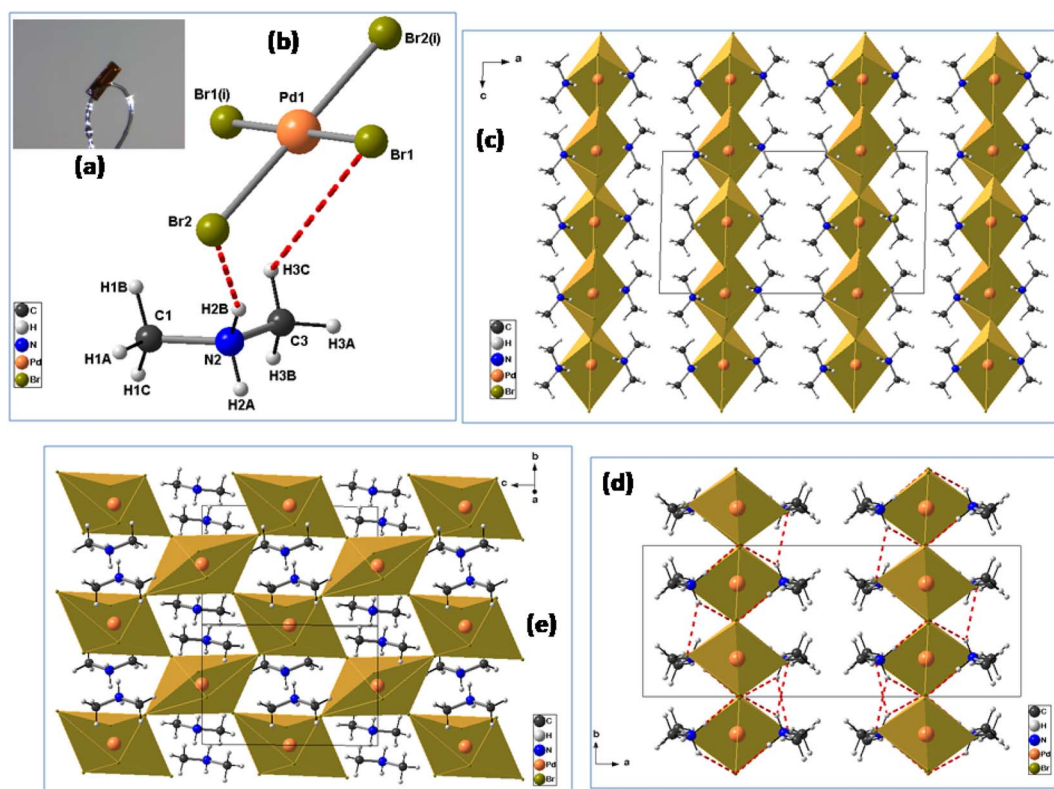 (a)
(b)
Br2(i)
Br1(i)
Pd1
Br1
Br2
H3C
H1B
H2B
C1
H1A
N2
C3
H3A
H1C
H3B
H2A
C
H
N
Pd
Br
(c)
a
c
C
H
N
Pd
Br
(e)
b
c
a
C
H
N
Pd
Br
(d)
b
a
C
H
N
Pd
Br